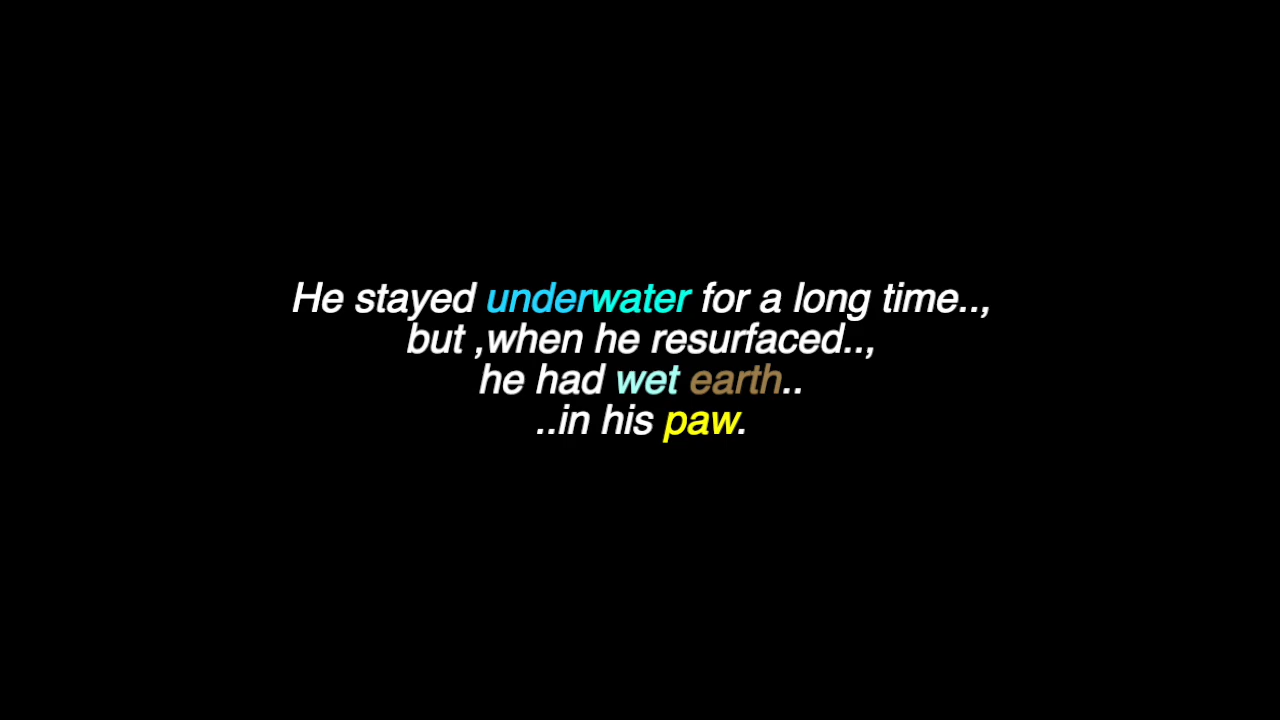 He stayed underwater for a long time..,
but ,when he resurfaced..,
he had wet earth..
..in his paw.